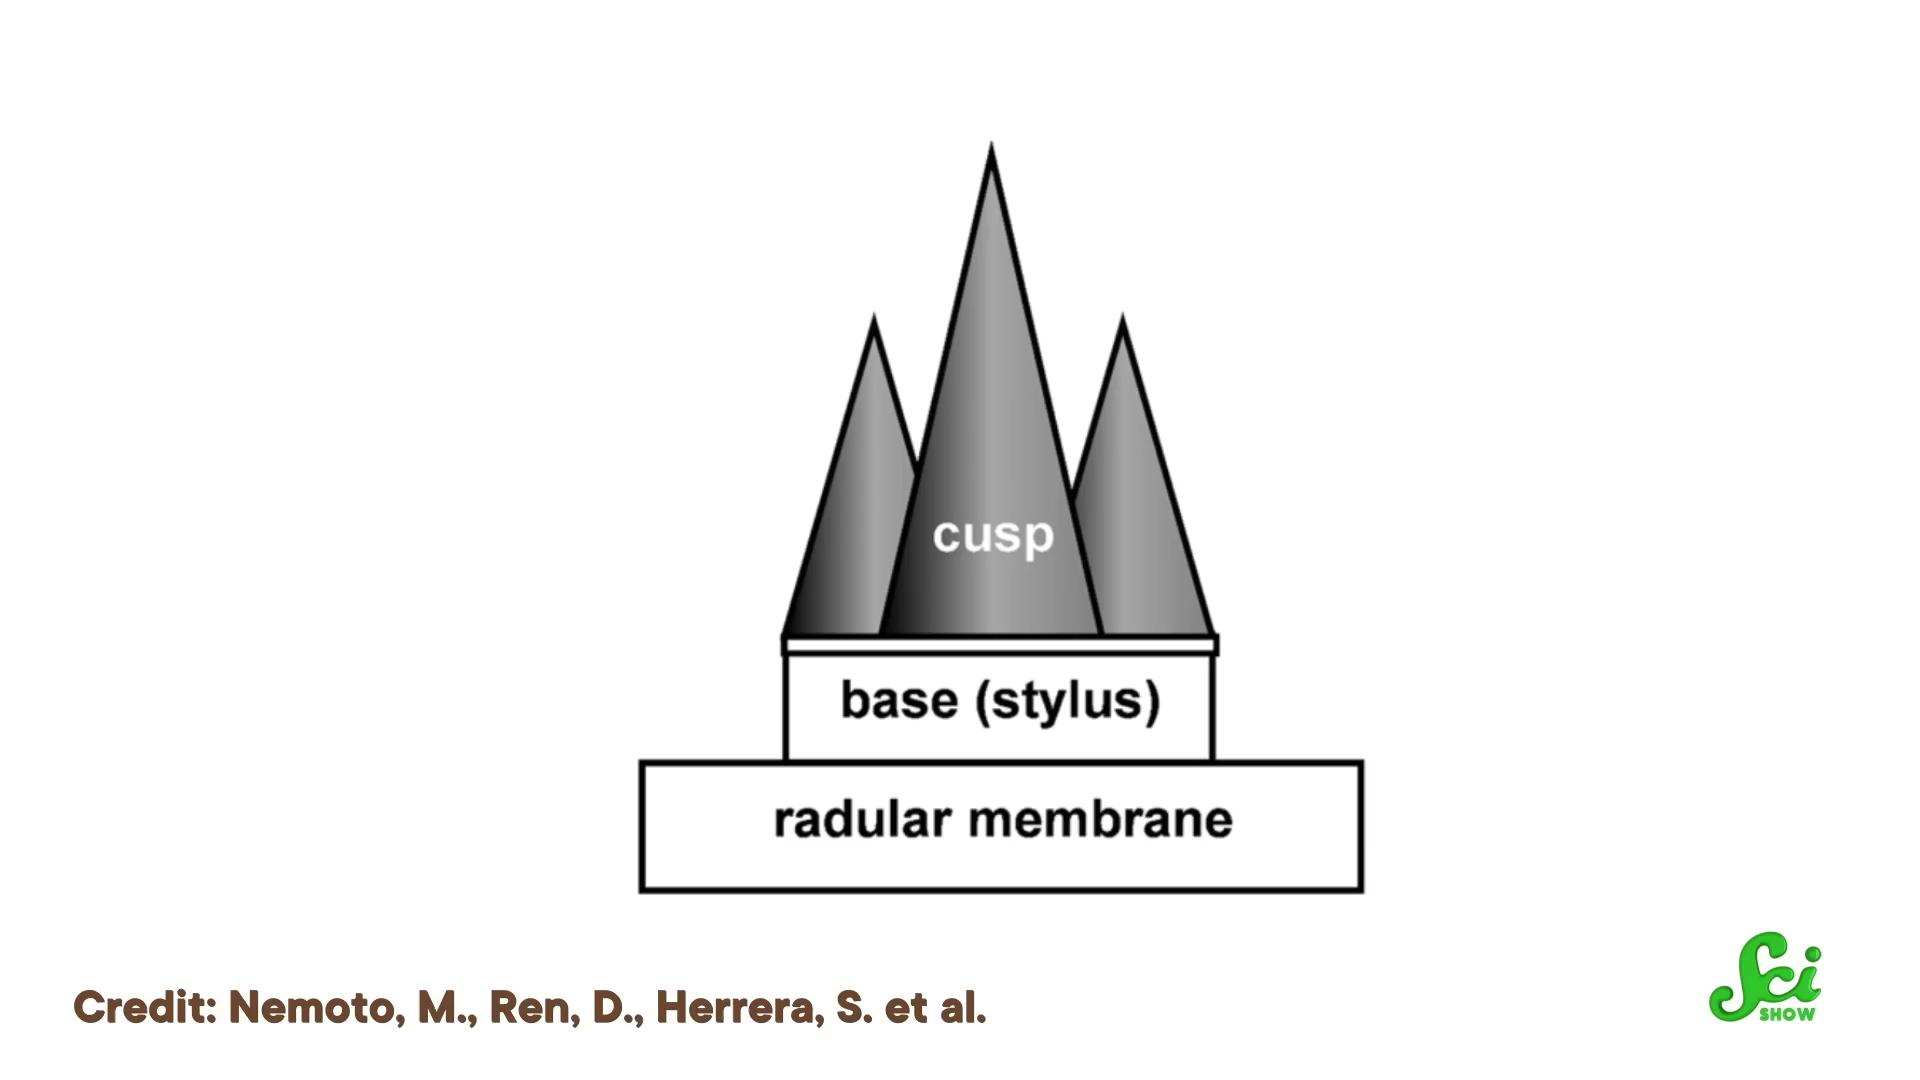 cusp
base (stylus)
radular membrane
Credit: Nemoto, M., Ren, D., Herrera, S. et al.
Sci
SHOW